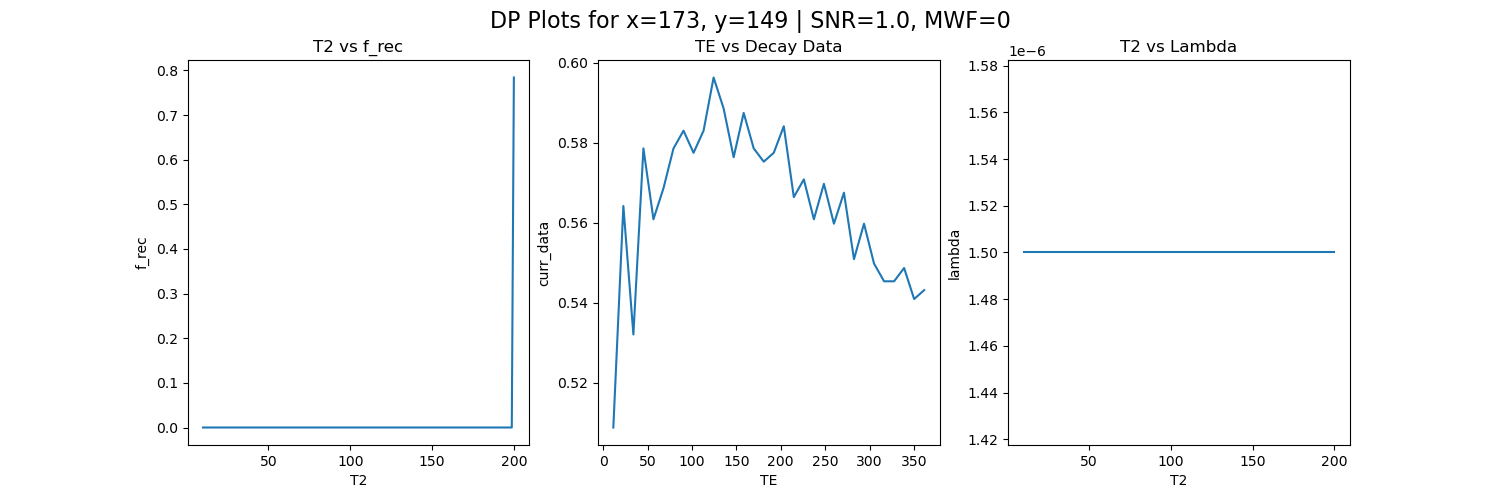 DP Plots for x=173, y=149 | SNR=1.0, MWF=0
T2 vs f_rec
0.8
0.7
0.6
0.5
0.4
0.3
0.2
0.1
0.0
f_rec
50 100 150 200
T2
TE vs Decay Data
0.60
0.58
0.56
0.54
0.52
curr_data
0 50 100 150 200 250 300 350
TE
T2 vs Lambda
1e−6
1.58
1.56
1.54
1.52
1.50
1.48
1.46
1.44
1.42
lambda
50 100 150 200
T2